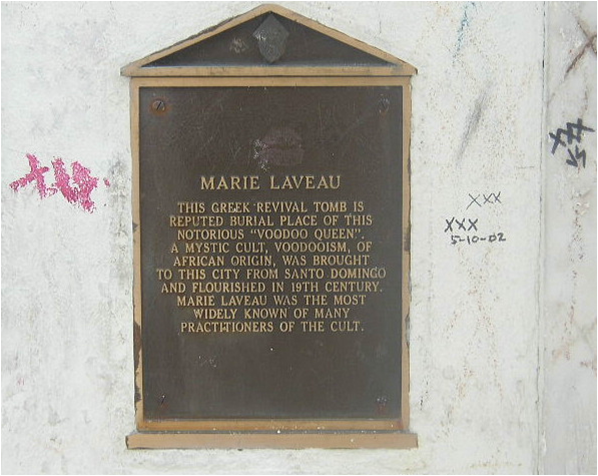 MARIE LAVEAU
THIS GREEK REVIVAL TOMB IS
REPUTED BURIAL PLACE OF THIS
NOTORIOUS "VOODOO QUEEN".
A MYSTIC CULT, VOODOOISM, OF
AFRICAN ORIGIN, WAS BROUGHT
TO THIS CITY FROM SANTO DOMINGO
AND FLOURISHED IN 19TH CENTURY.
MARIE LAVEAU WAS THE MOST
WIDELY KNOWN OF MANY
PRACTITIONERS OF THE CULT.
XXX
XXX
5-10-02